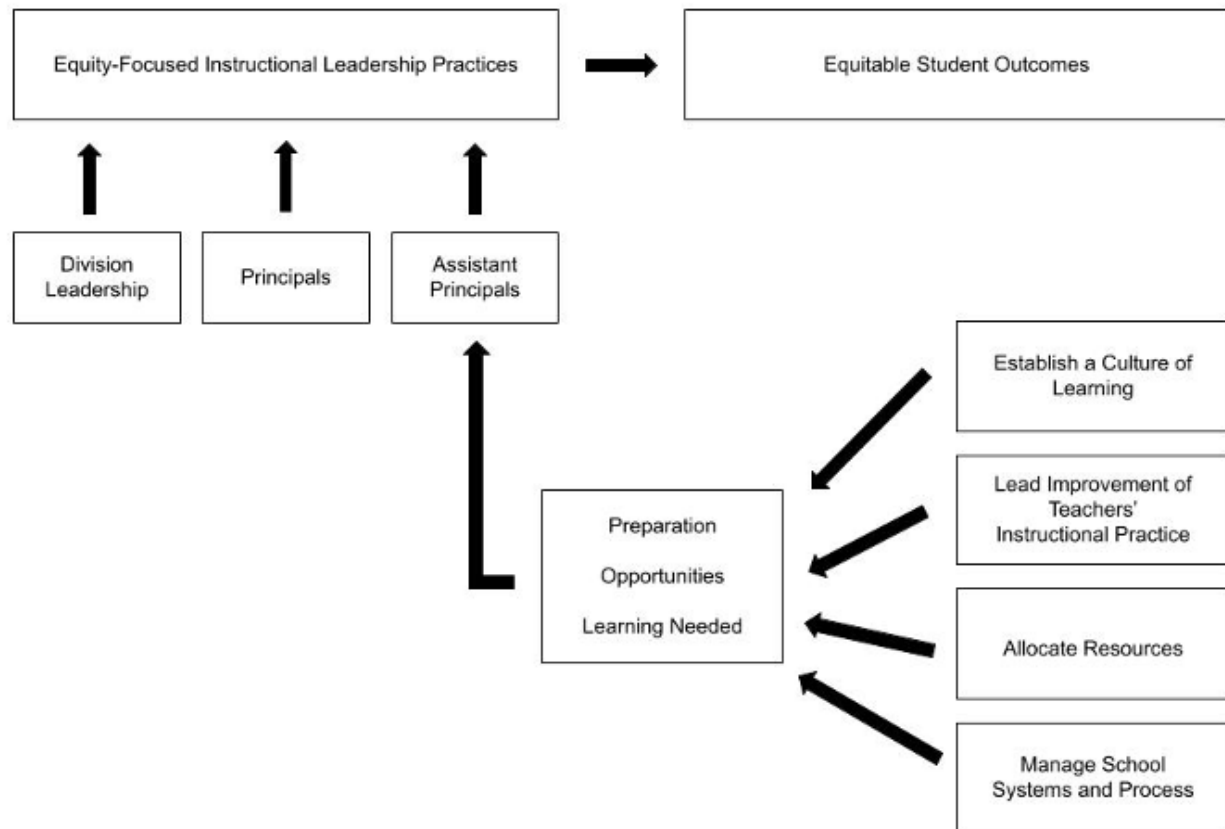 Equity-Focused Instructional Leadership Practices
Equitable Student Outcomes
Division
Leadership
Principals
Assistant
Principals
Establish a Culture of
Learning
Lead Improvement of
Teachers'
Instructional Practice
Preparation
Opportunities
Learning Needed
Allocate Resources
Manage School
Systems and Process